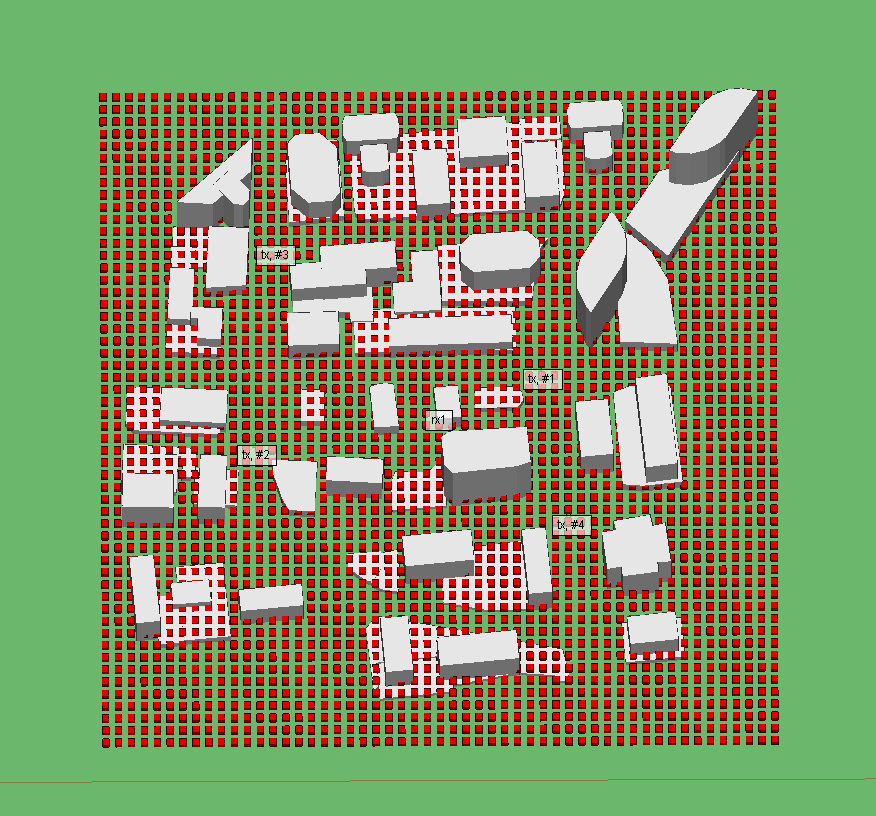 tx, #3
tx, #1
rx1
tx, #2
tx, #4